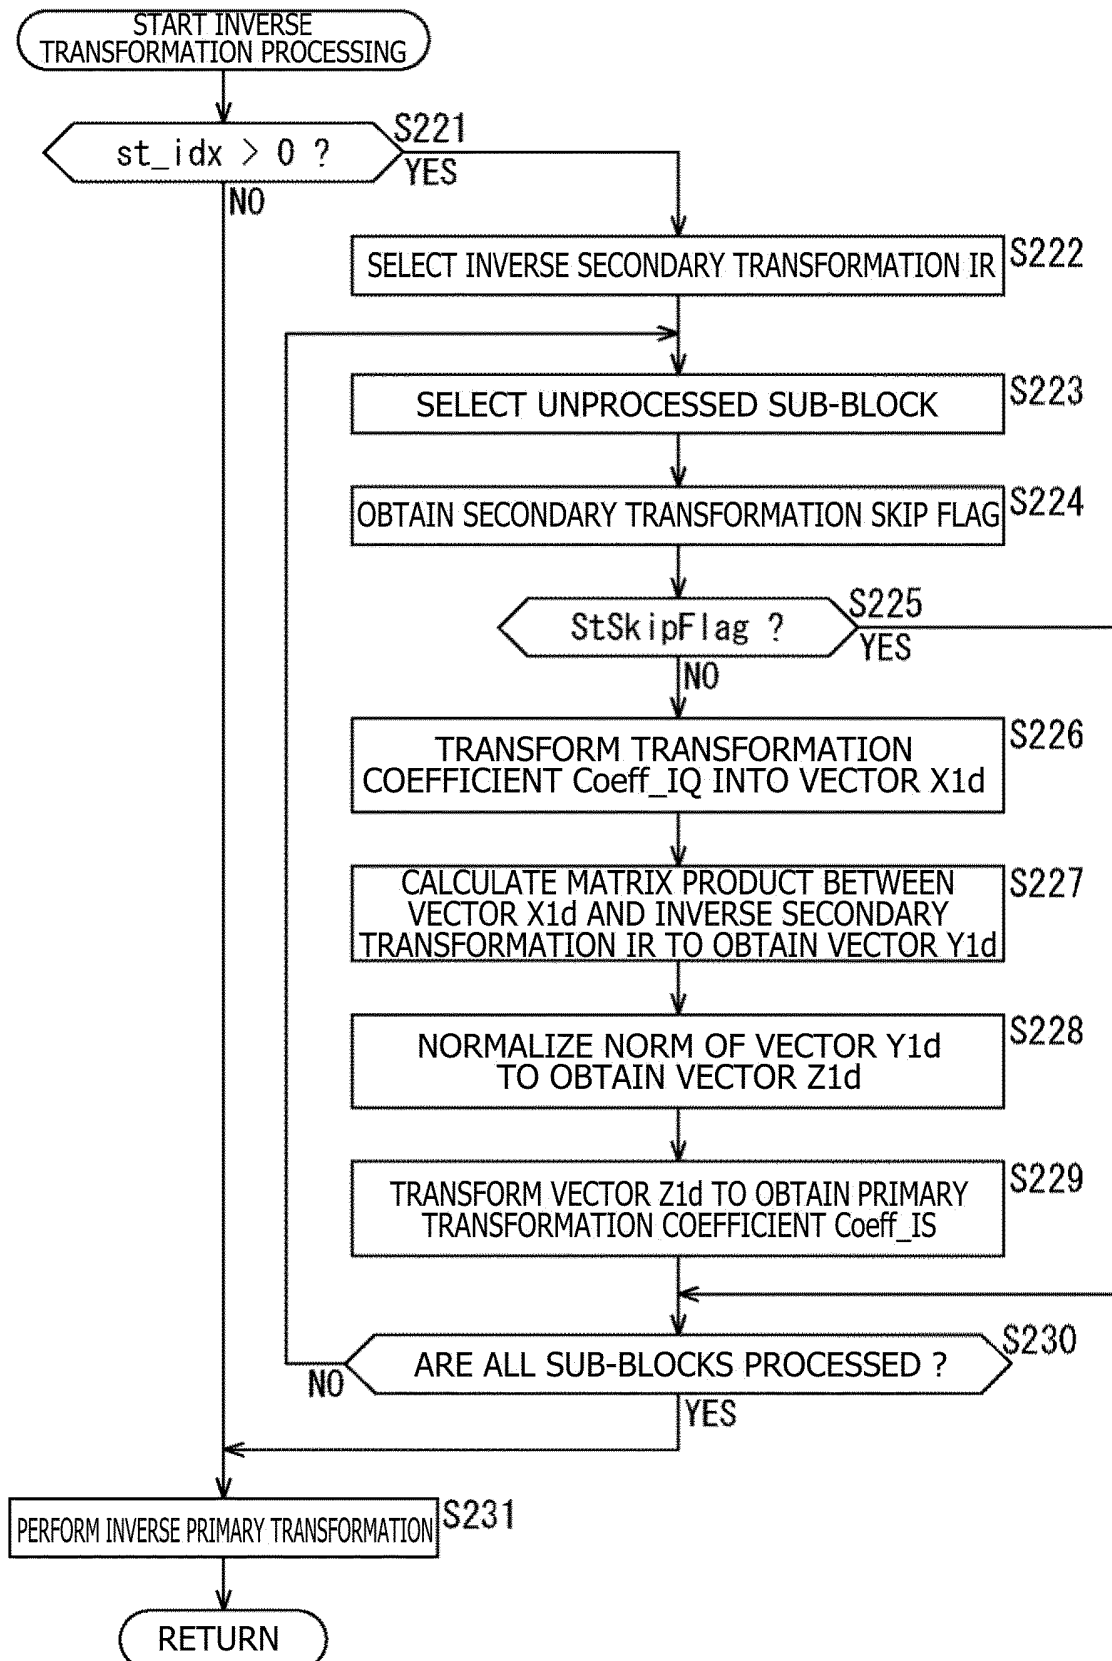 START INVERSE
TRANSFORMATION PROCESSING
st_idx > 0 ?
S221
YES
NO
SELECT INVERSE SECONDARY TRANSFORMATION IR
S222
SELECT UNPROCESSED SUB-BLOCK
S223
OBTAIN SECONDARY TRANSFORMATION SKIP FLAG
S224
StSkipFlag ?
S225
YES
NO
TRANSFORM TRANSFORMATION
COEFFICIENT Coeff_IQ INTO VECTOR X1d
S226
CALCULATE MATRIX PRODUCT BETWEEN
VECTOR X1d AND INVERSE SECONDARY
TRANSFORMATION IR TO OBTAIN VECTOR Y1d
S227
NORMALIZE NORM OF VECTOR Y1d
TO OBTAIN VECTOR Z1d
S228
TRANSFORM VECTOR Z1d TO OBTAIN PRIMARY
TRANSFORMATION COEFFICIENT Coeff_IS
S229
ARE ALL SUB-BLOCKS PROCESSED ?
S230
NO
YES
PERFORM INVERSE PRIMARY TRANSFORMATION
S231
RETURN